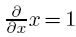 ∂/∂x x = 1